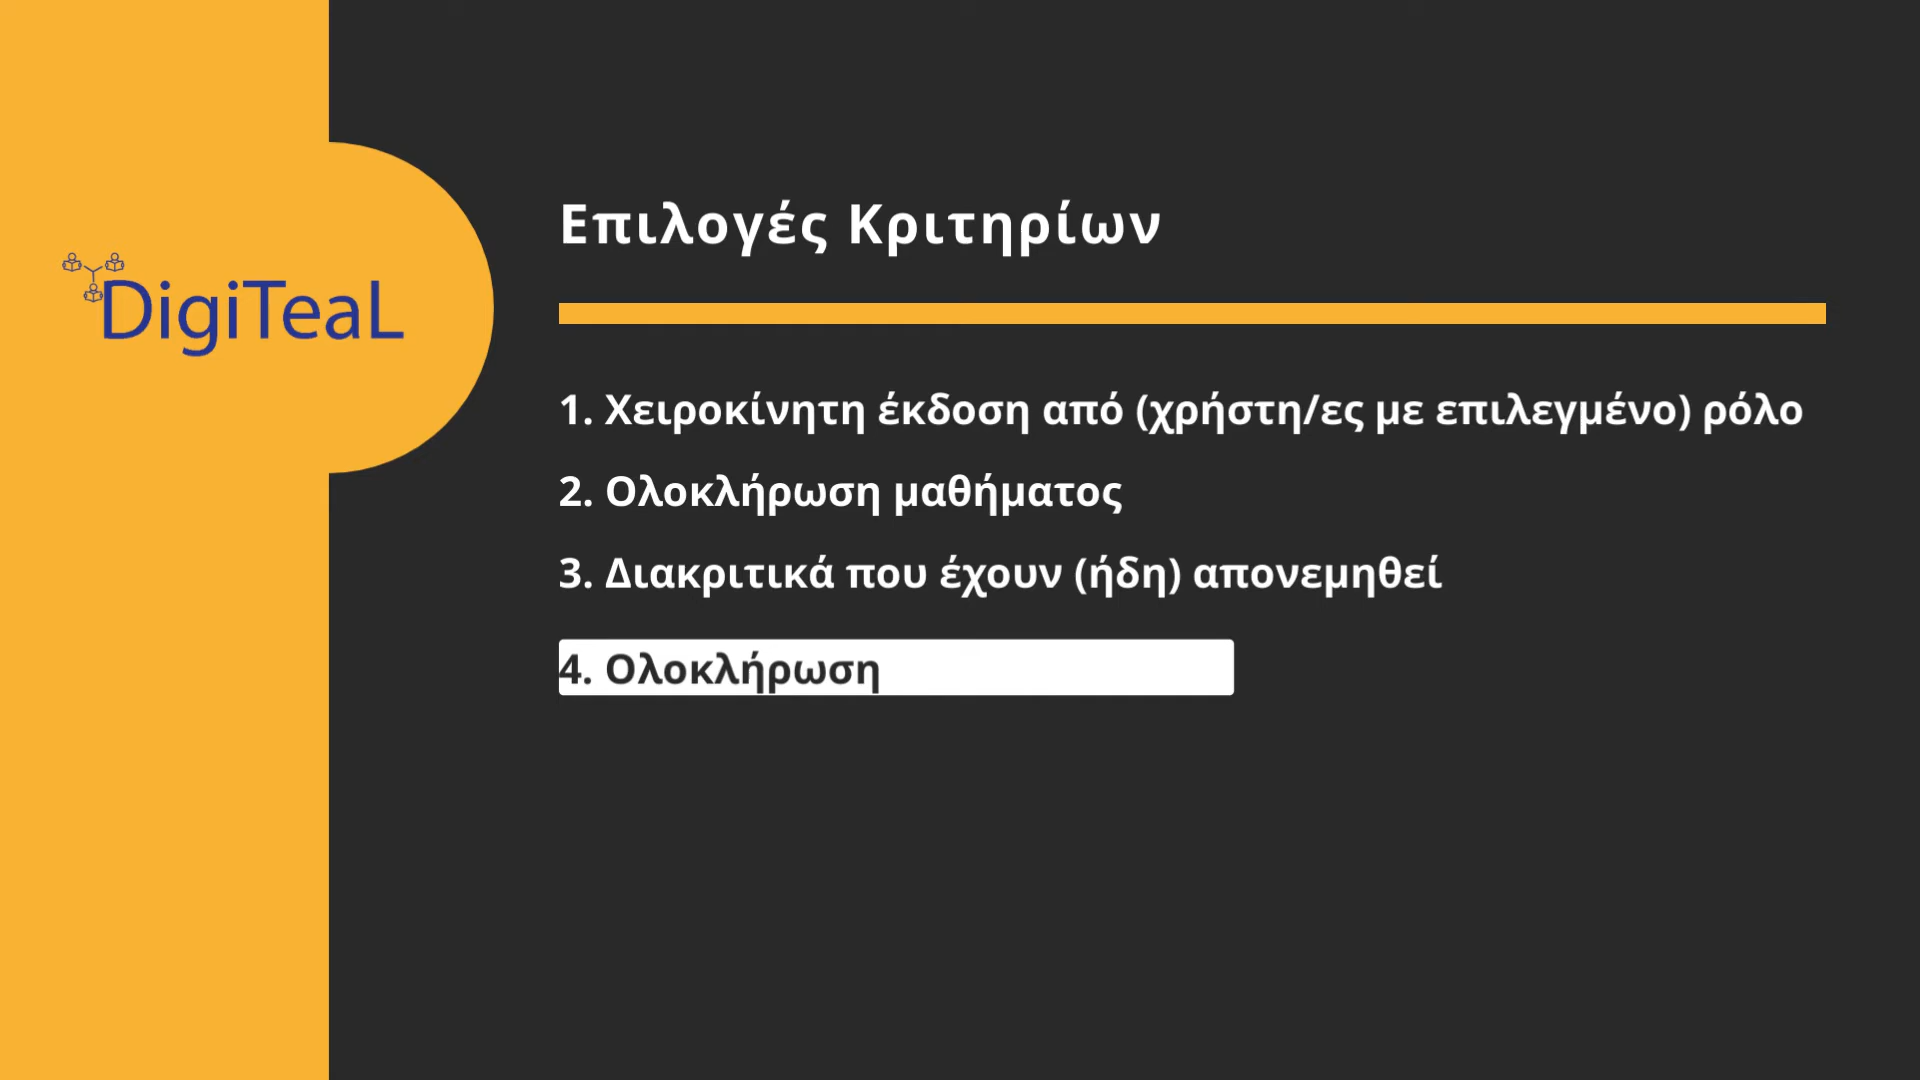 DigiTeaL
Επιλογές Κριτηρίων
1. Χειροκίνητη έκδοση από (χρήστη/ες με επιλεγμένο) ρόλο
2. Ολοκλήρωση μαθήματος
3. Διακριτικά που έχουν (ήδη) απονεμηθεί
4. Ολοκλήρωση